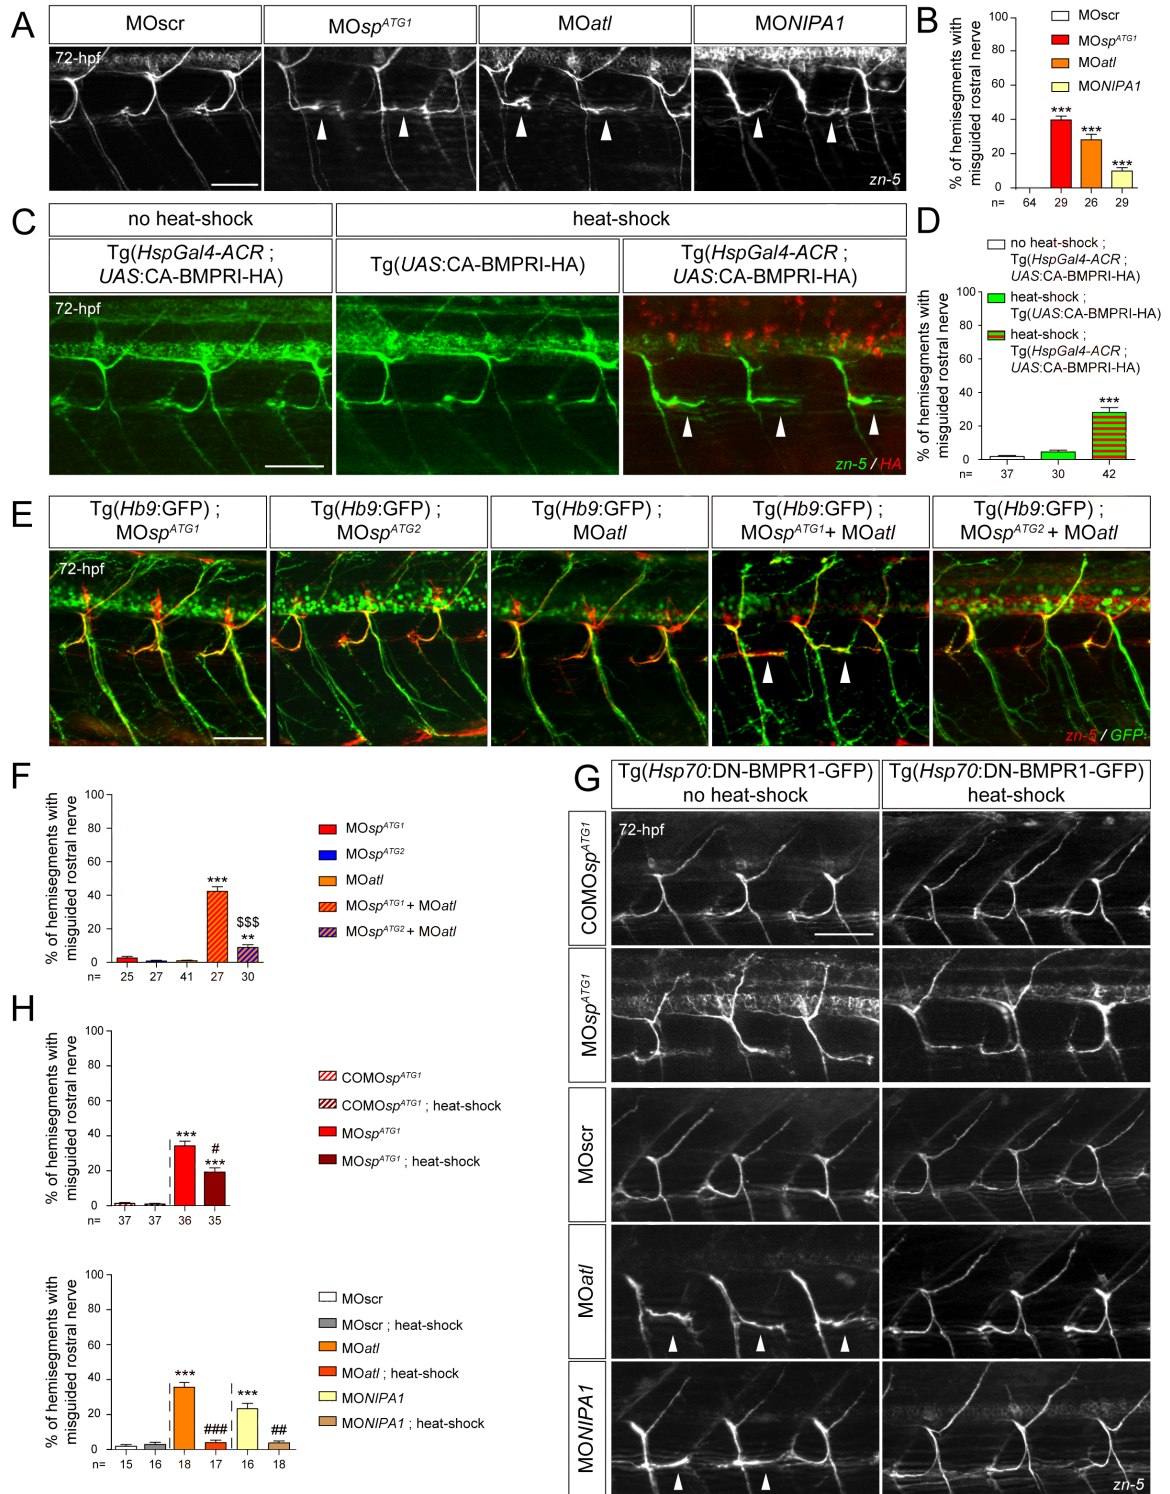 A
MOscr
MOsp^ATG1
MOatl
MONIPA1
72-hpf
zn-5
B
% of hemisegments with
misguided rostral nerve
100
80
60
40
20
0
MOscr
MOsp^ATG1
MOatl
MONIPA1
***
***
***
n=
64
29
26
29
C
no heat-shock
heat-shock
Tg(HspGal4-ACR ;
UAS:CA-BMPRI-HA)
Tg(UAS:CA-BMPRI-HA)
Tg(HspGal4-ACR ;
UAS:CA-BMPRI-HA)
72-hpf
zn-5 / HA
D
no heat-shock ;
Tg(HspGal4-ACR ;
UAS:CA-BMPRI-HA)
heat-shock ;
Tg(UAS:CA-BMPRI-HA)
heat-shock ;
Tg(HspGal4-ACR ;
UAS:CA-BMPRI-HA)
% of hemisegments with
misguided rostral nerve
100
80
60
40
20
0
***
n=
37
30
42
E
Tg(Hb9:GFP) ;
MOsp^ATG1
Tg(Hb9:GFP) ;
MOsp^ATG2
Tg(Hb9:GFP) ;
MOatl
Tg(Hb9:GFP) ;
MOsp^ATG1 + MOatl
Tg(Hb9:GFP) ;
MOsp^ATG2 + MOatl
72-hpf
zn-5 / GFP
F
% of hemisegments with
misguided rostral nerve
100
80
60
40
20
0
***
$$$
**
n=
25
27
41
27
30
MOsp^ATG1
MOsp^ATG2
MOatl
MOsp^ATG1 + MOatl
MOsp^ATG2 + MOatl
G
Tg(Hsp70:DN-BMPR1-GFP)
no heat-shock
Tg(Hsp70:DN-BMPR1-GFP)
heat-shock
COMOsp^ATG1
72-hpf
MOsp^ATG1
MOscr
MOatl
MONIPA1
zn-5
H
% of hemisegments with
misguided rostral nerve
100
80
60
40
20
0
***
#
***
n=
37
37
36
35
COMOsp^ATG1
COMOsp^ATG1 ; heat-shock
MOsp^ATG1
MOsp^ATG1 ; heat-shock
% of hemisegments with
misguided rostral nerve
100
80
60
40
20
0
***
###
***
##
n=
15
16
18
17
16
18
MOscr
MOscr ; heat-shock
MOatl
MOatl ; heat-shock
MONIPA1
MONIPA1 ; heat-shock